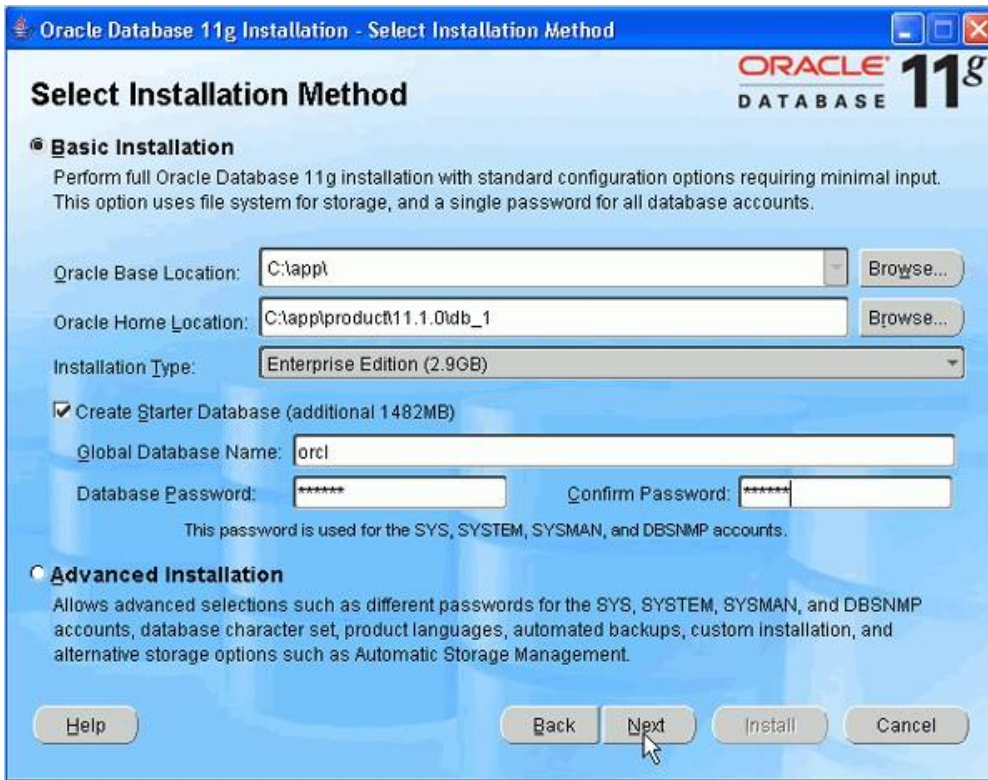 Oracle Database 11g Installation - Select Installation Method
Select Installation Method
ORACLE
DATABASE 11g
Basic Installation
Perform full Oracle Database 11g installation with standard configuration options requiring minimal input.
This option uses file system for storage, and a single password for all database accounts.
Oracle Base Location: C:\app\ Browse...
Oracle Home Location: C:\app\product\11.1.0\db_1 Browse...
Installation Type: Enterprise Edition (2.9GB)
Create Starter Database (additional 1482MB)
Global Database Name: orcl
Database Password: ****** Confirm Password: ******
This password is used for the SYS, SYSTEM, SYSMAN, and DBSNMP accounts.
Advanced Installation
Allows advanced selections such as different passwords for the SYS, SYSTEM, SYSMAN, and DBSNMP
accounts, database character set, product languages, automated backups, custom installation, and
alternative storage options such as Automatic Storage Management.
Help Back Next Install Cancel